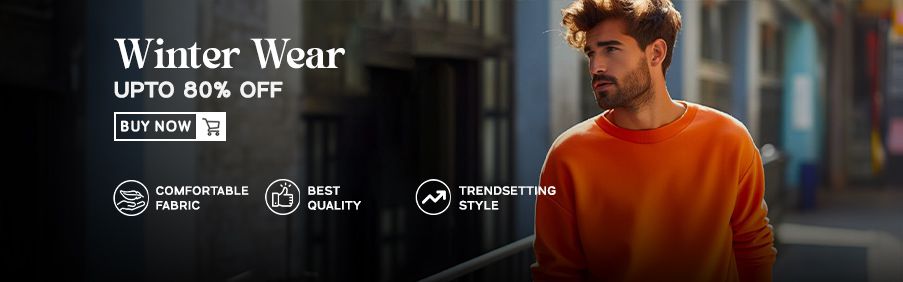 Winter Wear
UPTO 80% OFF
BUY NOW
COMFORTABLE
FABRIC
BEST
QUALITY
TRENDSETTING
STYLE